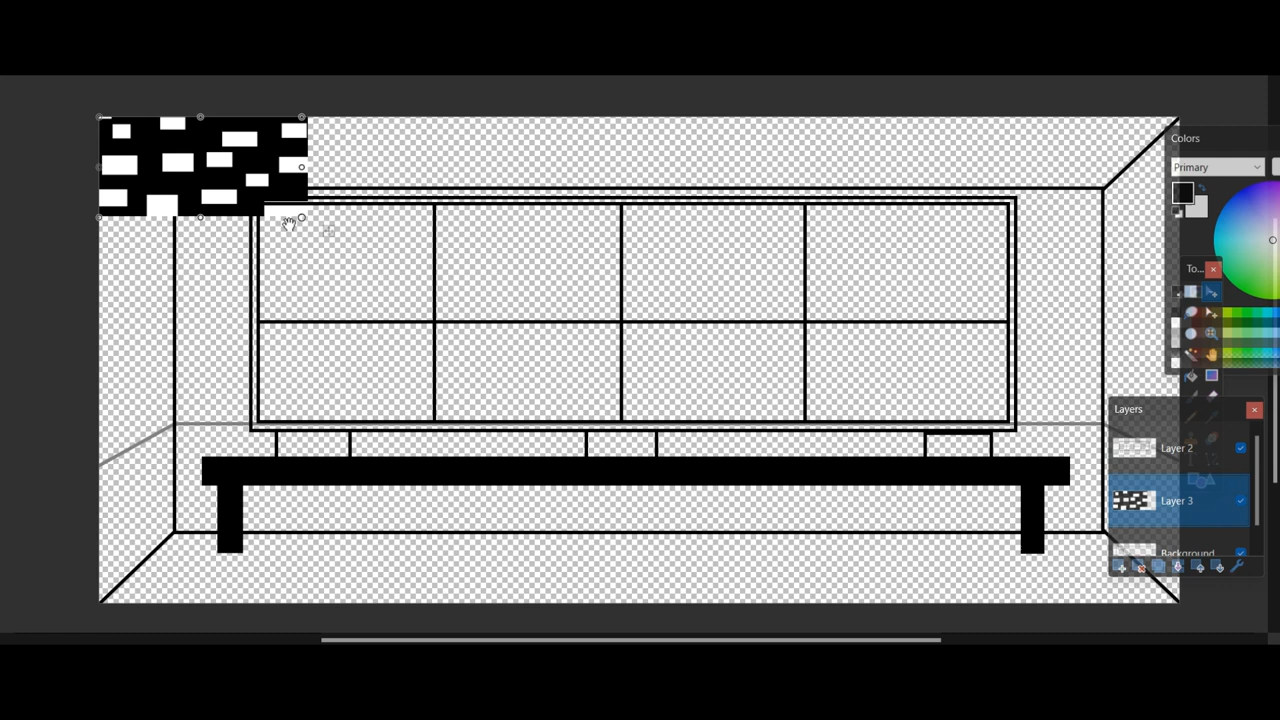 Colors
Primary
To...
Layers
Layer 2
Layer 3
Background